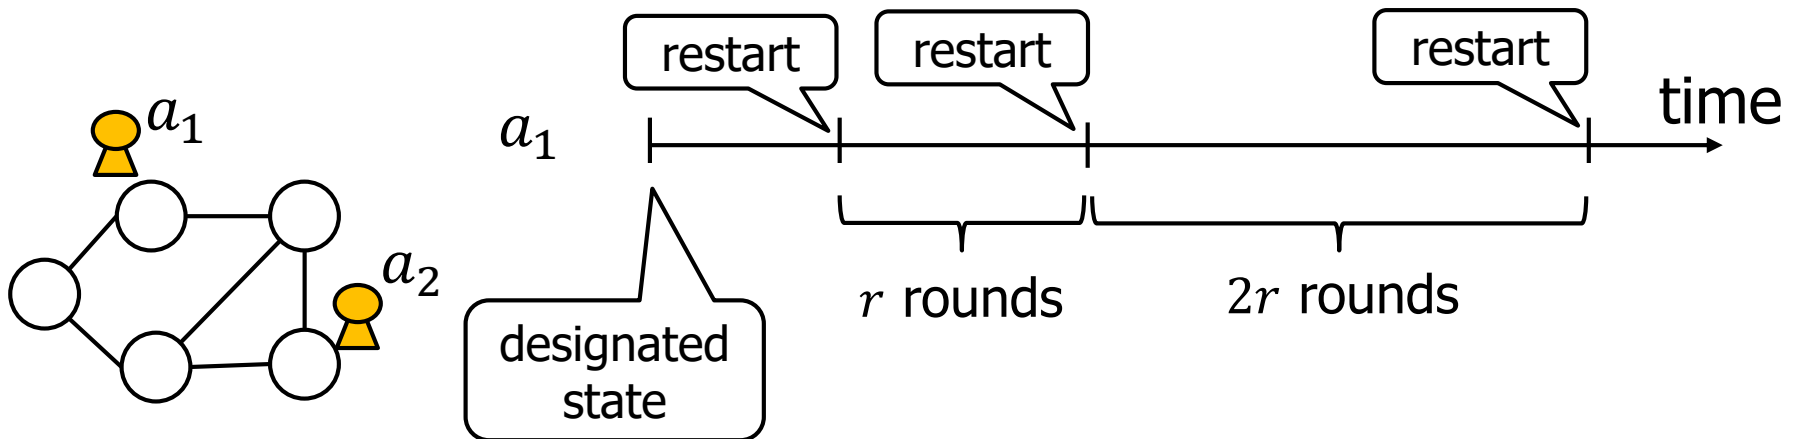 restart
restart
restart
time
a₁
a₁
a₂
r rounds
2r rounds
designated
state